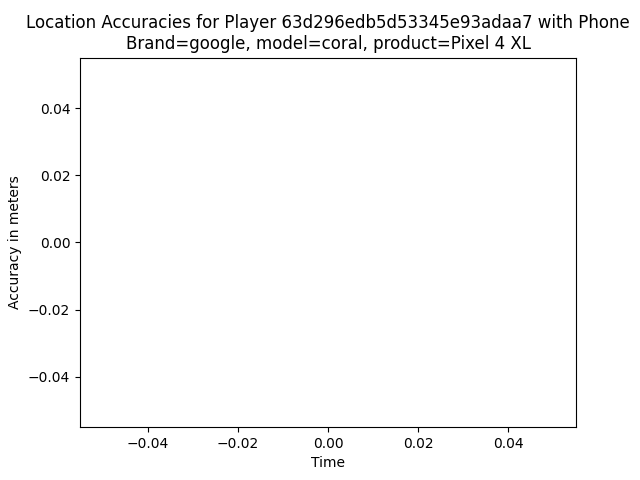 Location Accuracies for Player 63d296edb5d53345e93adaa7 with Phone
Brand=google, model=coral, product=Pixel 4 XL
Accuracy in meters
0.04
0.02
0.00
−0.02
−0.04
−0.04 −0.02 0.00 0.02 0.04
Time